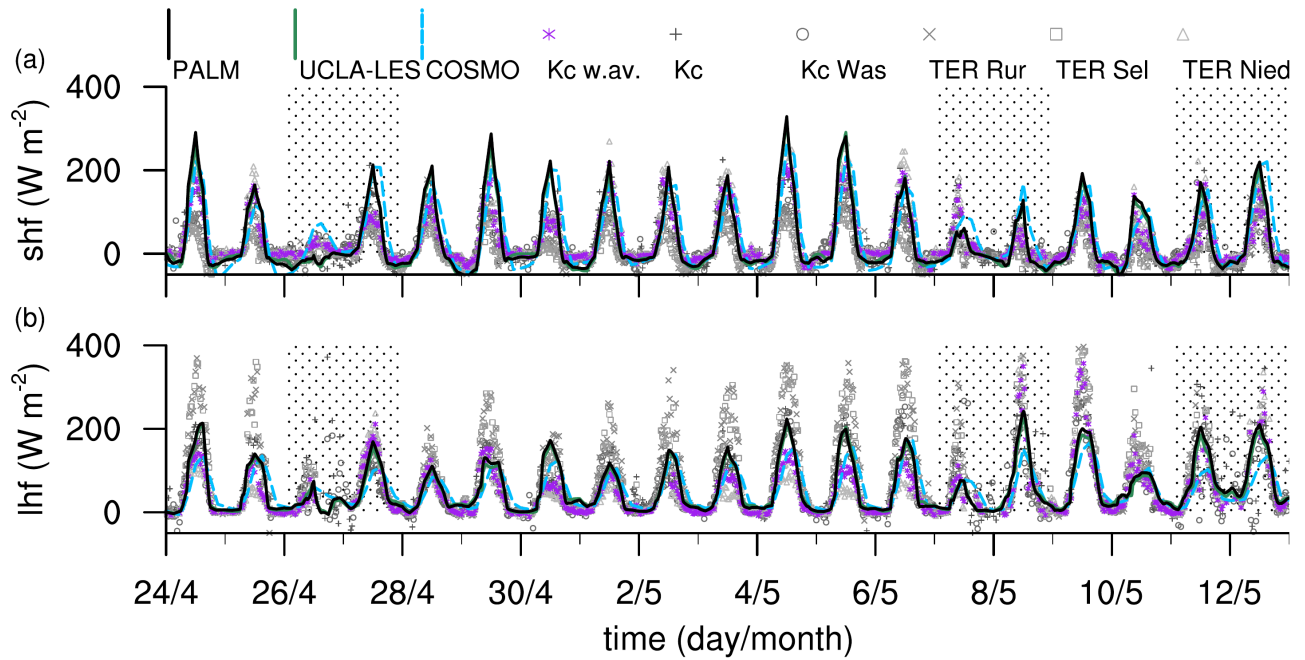 (a)
PALM UCLA-LES COSMO Kc w.av. Kc Kc Was TER Rur TER Sel TER Nied
400
200
0
shf (W m-2)
(b)
400
200
0
lhf (W m-2)
24/4 26/4 28/4 30/4 2/5 4/5 6/5 8/5 10/5 12/5
time (day/month)